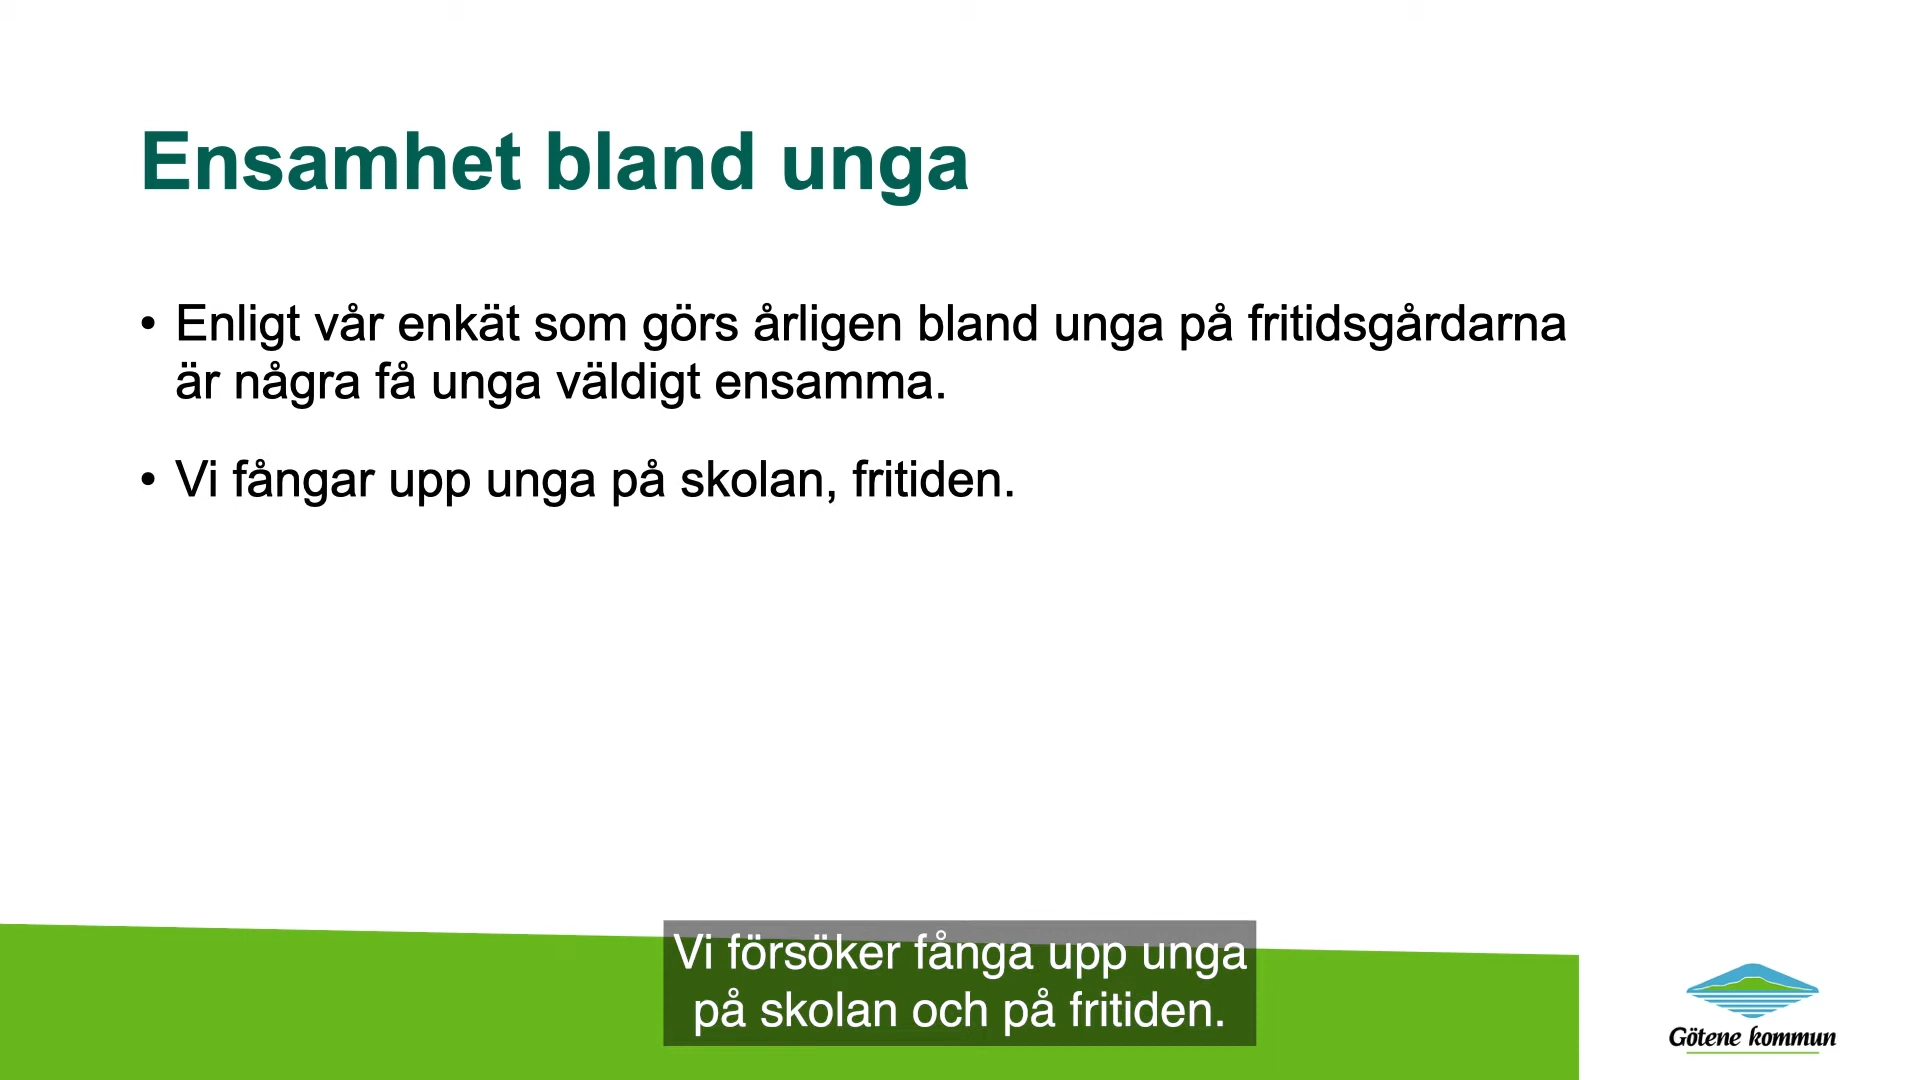 Ensamhet bland unga
• Enligt vår enkät som görs årligen bland unga på fritidsgårdarna
är några få unga väldigt ensamma.
• Vi fångar upp unga på skolan, fritiden.
Vi försöker fånga upp unga
på skolan och på fritiden.
Götene kommun